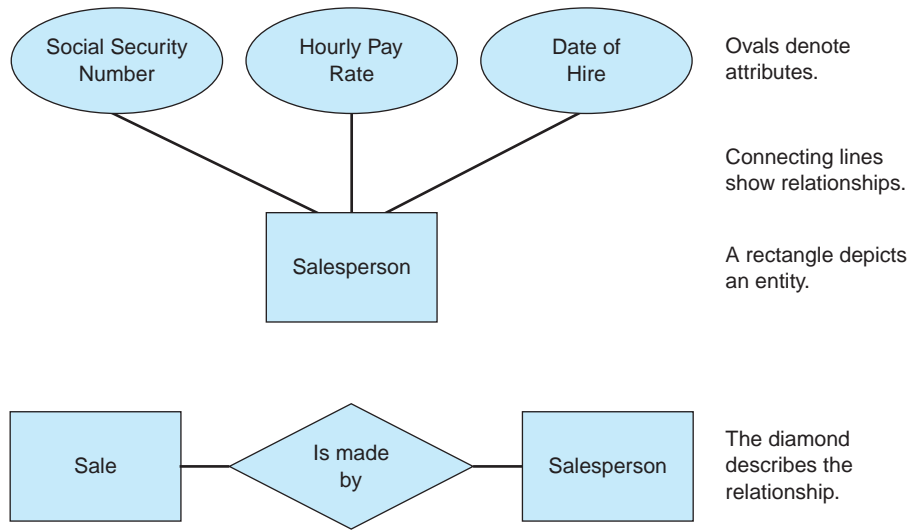 Social Security
Number
Hourly Pay
Rate
Date of
Hire
Ovals denote
attributes.
Connecting lines
show relationships.
Salesperson
A rectangle depicts
an entity.
Sale
Is made
by
Salesperson
The diamond
describes the
relationship.